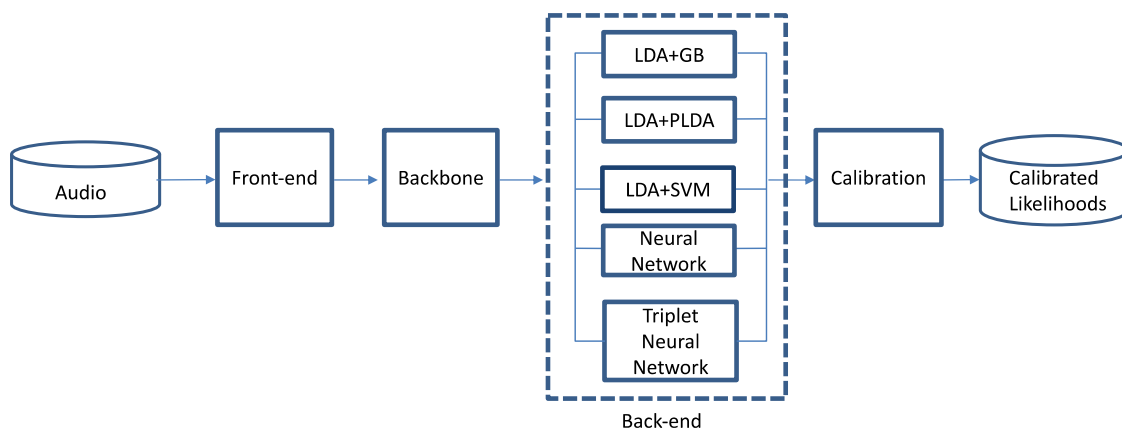 Audio
Front-end
Backbone
LDA+GB
LDA+PLDA
LDA+SVM
Neural
Network
Triplet
Neural
Network
Back-end
Calibration
Calibrated
Likelihoods